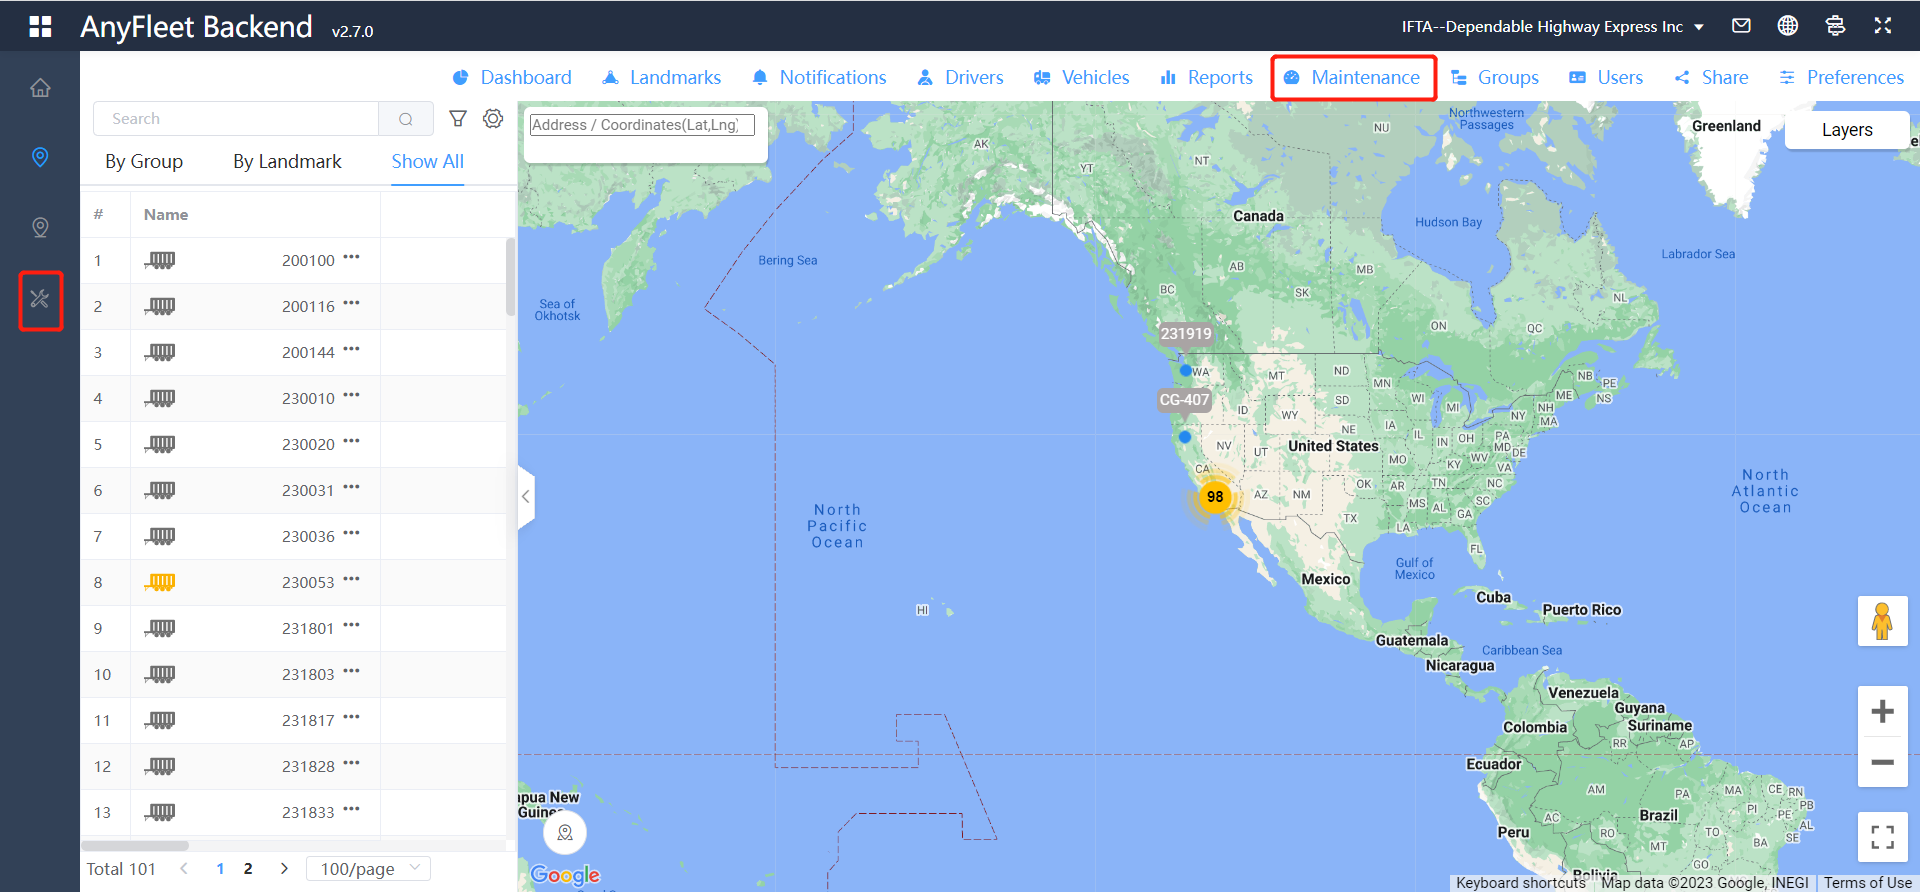 AnyFleet Backend v2.7.0
IFTA--Dependable Highway Express Inc
Dashboard
Landmarks
Notifications
Drivers
Vehicles
Reports
Maintenance
Groups
Users
Share
Preferences
Search
By Group
By Landmark
Show All
# Name
1 200100 •••
2 200116 •••
3 200144 •••
4 230010 •••
5 230020 •••
6 230031 •••
7 230036 •••
8 230053 •••
9 231801 •••
10 231803 •••
11 231817 •••
12 231828 •••
13 231833 •••
Total 101
1
2
100/page
Address / Coordinates(Lat,Lng)
Layers
Northwestern
Passages
Greenland
NU
AK
NT
YT
Canada
Hudson Bay
Labrador Sea
Bering Sea
Sea of
Okhotsk
AB
MB
BC
SK
NL
ON
QC
231919
WA
MT
ND
MN
NB
PE
NS
ME
CG-407
ID
WY
SD
WI
MI
NY
NH
MA
NE
IA
IL
IN
OH
PA
MD
DE
NV
UT
United States
MO
KY
WV
VA
CA
98
AZ
NM
OK
AR
TN
NC
SC
MS
AL
GA
TX
LA
FL
North
Pacific
Ocean
North
Atlantic
Ocean
Gulf of
Mexico
Mexico
Cuba
Puerto Rico
HI
Guatemala
Caribbean Sea
Nicaragua
Venezuela
Guyana
Suriname
Colombia
RR
AP
Ecuador
AM
PA
MA
CE
RN
PB
PI
PE
AL
SE
AC
RO
TO
BA
Brazil
Peru
MT
GO
Bolivia
apua New
Guine
Google
Keyboard shortcuts
Map data ©2023 Google, INEGI
Terms of Use